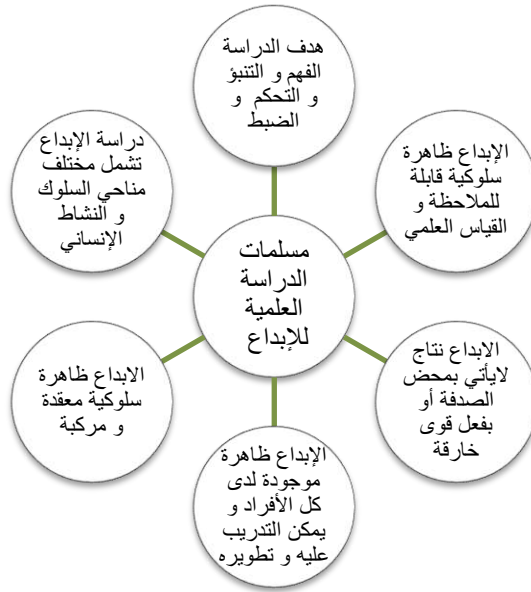 هدف الدراسة
الفهم و التنبؤ
و التحكم و
الضبط
الإبداع ظاهرة
سلوكية قابلة
للملاحظة و
القياس العلمي
الابداع نتاج
لايأتي بمحض
الصدفة أو
بفعل قوى
خارقة
الإبداع ظاهرة
موجودة لدى
كل الأفراد و
يمكن التدريب
عليه و تطويره
الابداع ظاهرة
سلوكية معقدة
و مركبة
دراسة الإبداع
تشمل مختلف
مناحي السلوك
و النشاط
الإنساني
مسلمات
الدراسة
العلمية
للإبداع